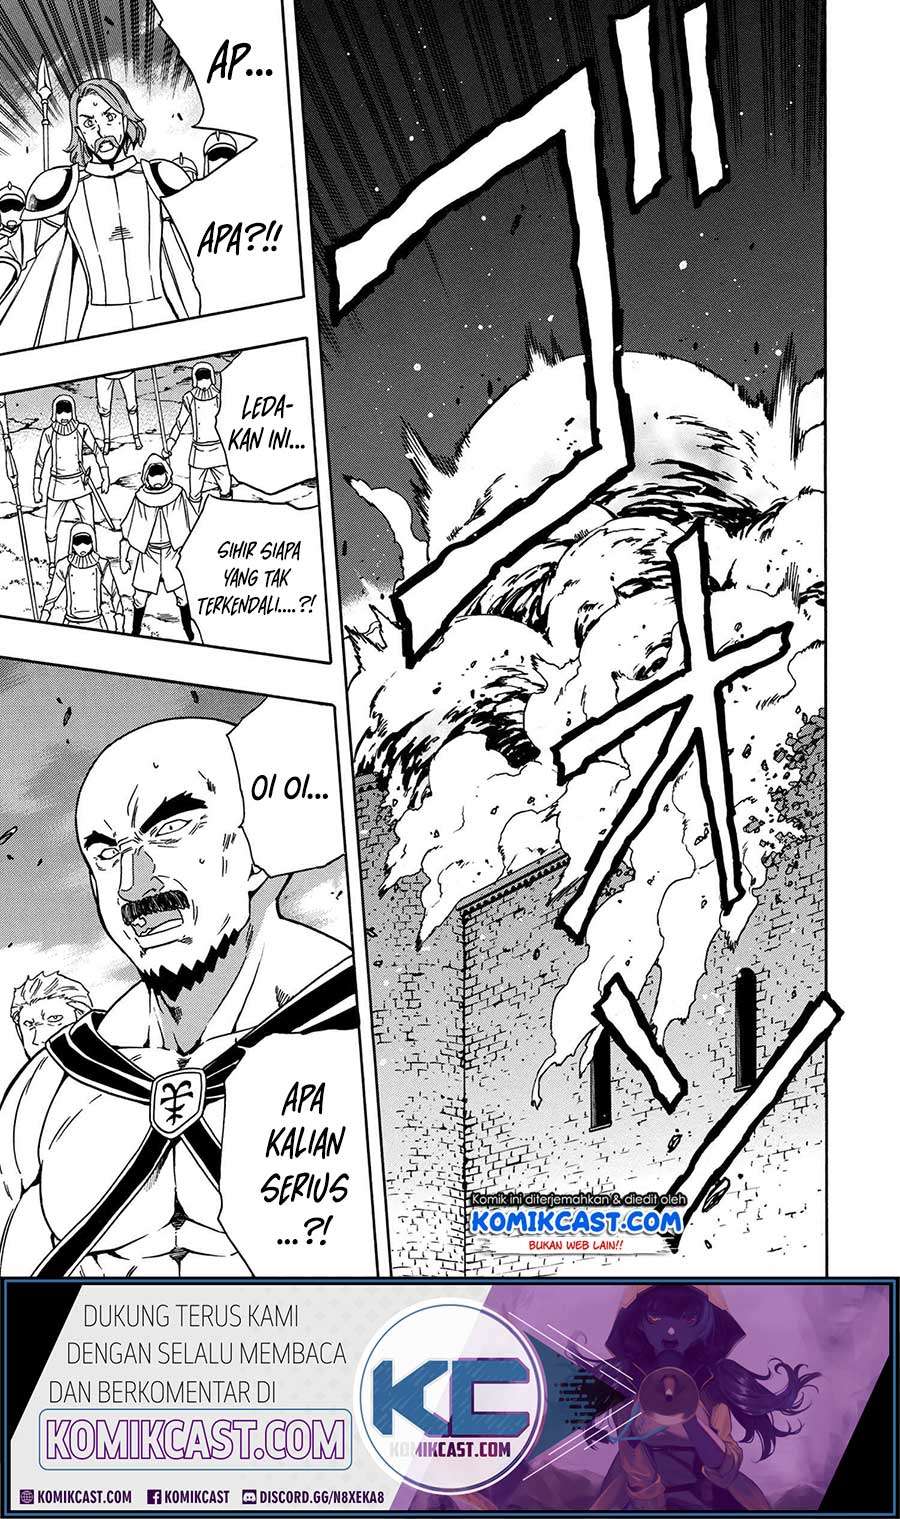 ブオッ
AP...
APA?!!
LEDA-
KAN INI...
SIHIR SIAPA
YANG TAK
TERKENDALI....?!
OI OI...
APA
KALIAN
SERIUS
...?!
Komik ini diterjemahkan & diedit oleh
KOMIKCAST.COM
BUKAN WEB LAIN!!
DUKUNG TERUS KAMI
DENGAN SELALU MEMBACA
DAN BERKOMENTAR DI
KOMIKCAST.COM
KC
KOMIKCAST.COM
KOMIKCAST.COM
KOMIKCAST
DISCORD.GG/N8XEKA8